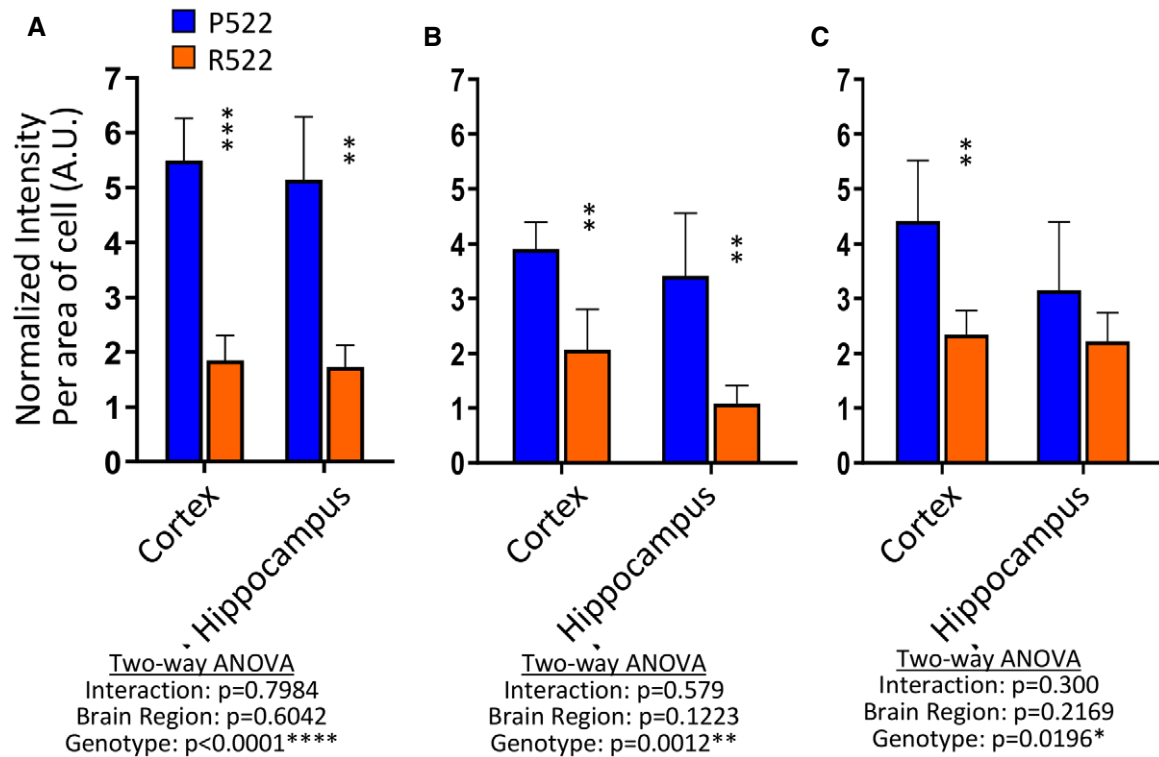 A
P522
R522
B
C
Normalized Intensity
Per area of cell (A.U.)
7
6
5
4
3
2
1
0
***
**
Cortex
Hippocampus
Two-way ANOVA
Interaction: p=0.7984
Brain Region: p=0.6042
Genotype: p<0.0001****
7
6
5
4
3
2
1
0
**
**
Cortex
Hippocampus
Two-way ANOVA
Interaction: p=0.579
Brain Region: p=0.1223
Genotype: p=0.0012**
7
6
5
4
3
2
1
0
**
Cortex
Hippocampus
Two-way ANOVA
Interaction: p=0.300
Brain Region: p=0.2169
Genotype: p=0.0196*